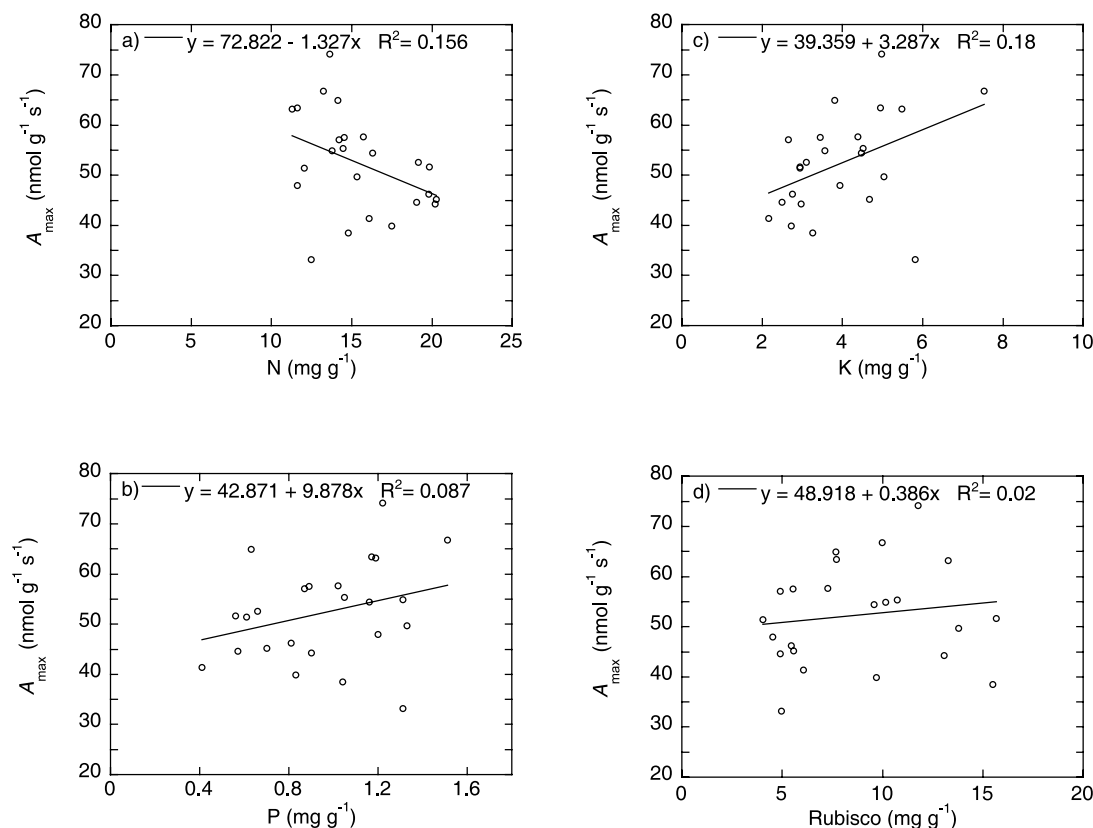 a) y = 72.822 - 1.327x R²= 0.156
80
70
60
50
40
30
20
A max (nmol g⁻¹ s⁻¹)
0 5 10 15 20 25
N (mg g⁻¹)
c) y = 39.359 + 3.287x R²= 0.18
80
70
60
50
40
30
20
A max (nmol g⁻¹ s⁻¹)
0 2 4 6 8 10
K (mg g⁻¹)
b) y = 42.871 + 9.878x R²= 0.087
80
70
60
50
40
30
20
A max (nmol g⁻¹ s⁻¹)
0.4 0.8 1.2 1.6
P (mg g⁻¹)
d) y = 48.918 + 0.386x R²= 0.02
80
70
60
50
40
30
20
A max (nmol g⁻¹ s⁻¹)
0 5 10 15 20
Rubisco (mg g⁻¹)